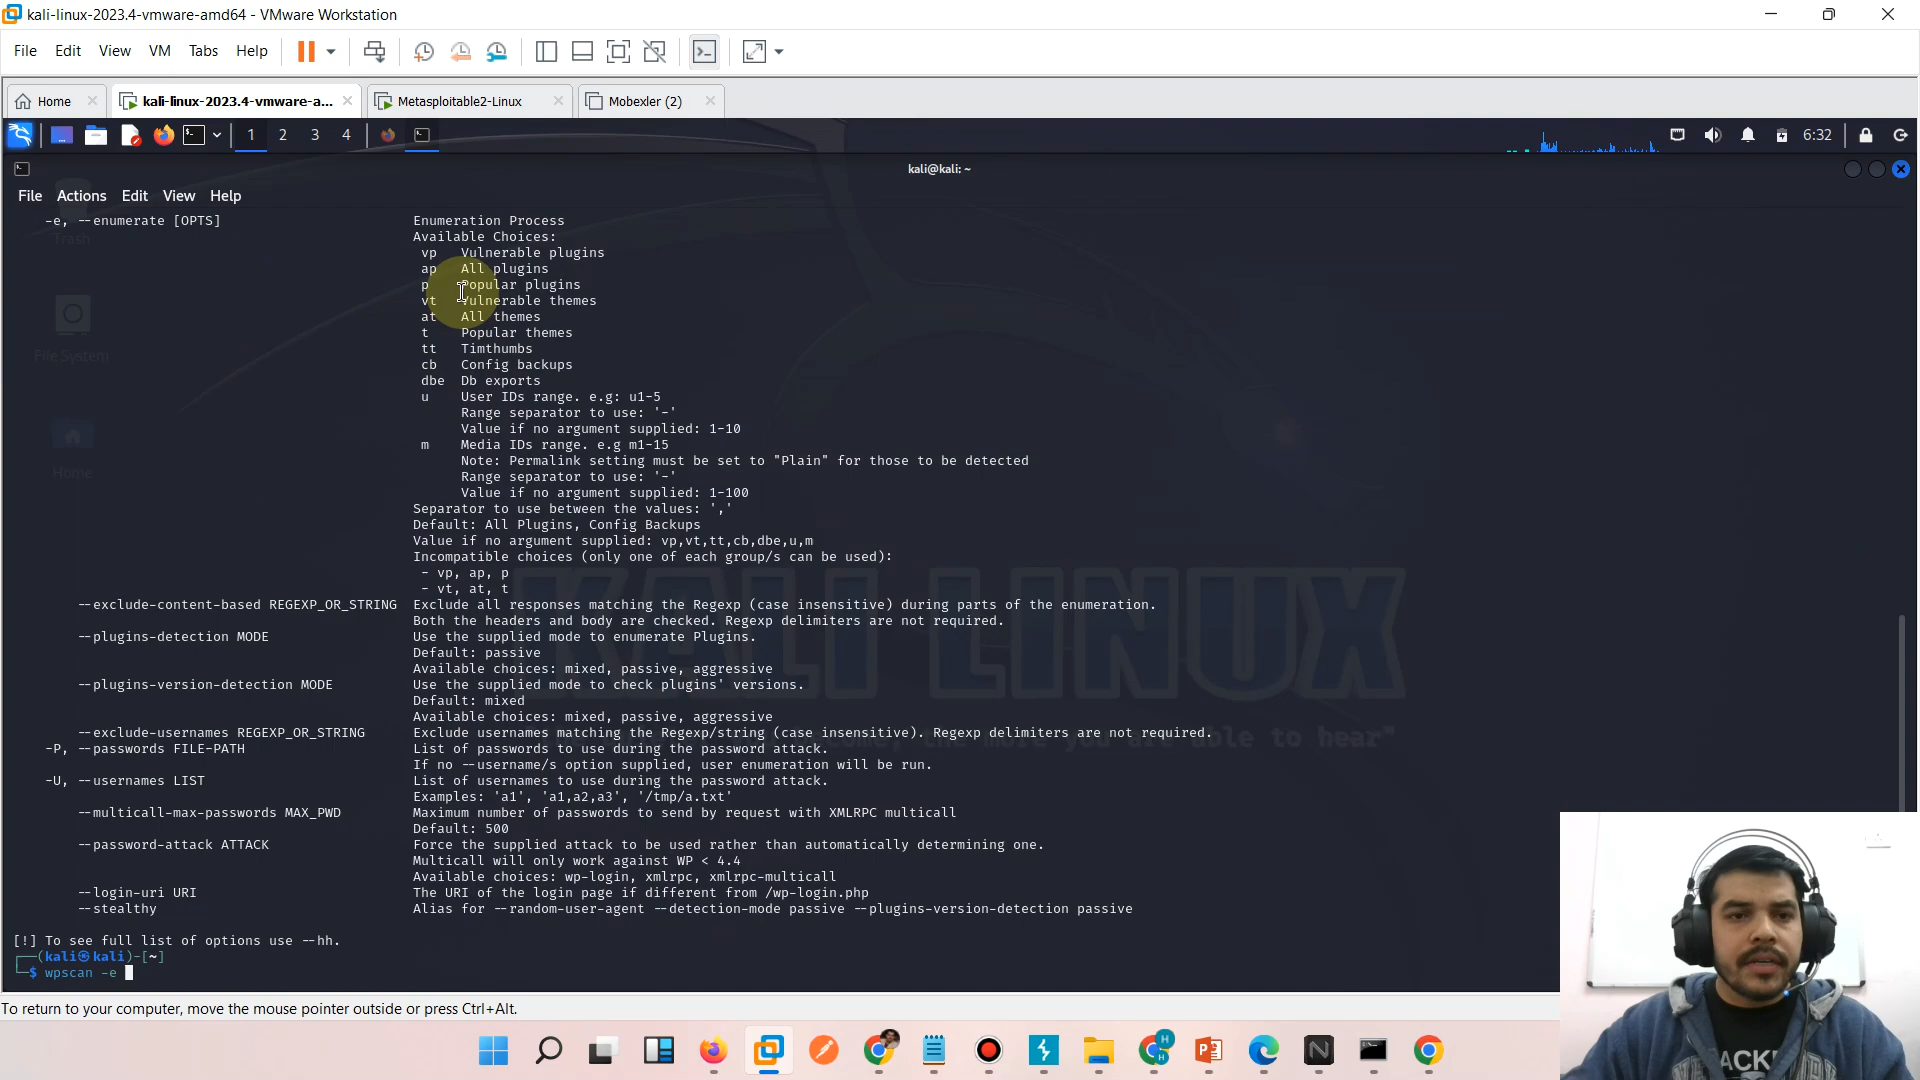 kali-linux-2023.4-vmware-amd64 - VMware Workstation
File Edit View VM Tabs Help
Home kali-linux-2023.4-vmware-a... Metasploitable2-Linux Mobexler (2)
1 2 3 4 6:32
kali@kali: ~
File Actions Edit View Help
-e, --enumerate [OPTS] Enumeration Process
Available Choices:
vp Vulnerable plugins
ap All plugins
p Popular plugins
vt Vulnerable themes
at All themes
t Popular themes
tt Timthumbs
cb Config backups
dbe Db exports
u User IDs range. e.g: u1-5
Range separator to use: '-'
Value if no argument supplied: 1-10
m Media IDs range. e.g m1-15
Note: Permalink setting must be set to "Plain" for those to be detected
Range separator to use: '-'
Value if no argument supplied: 1-100
Separator to use between the values: ','
Default: All Plugins, Config Backups
Value if no argument supplied: vp,vt,tt,cb,dbe,u,m
Incompatible choices (only one of each group/s can be used):
- vp, ap, p
- vt, at, t
--exclude-content-based REGEXP_OR_STRING Exclude all responses matching the Regexp (case insensitive) during parts of the enumeration.
Both the headers and body are checked. Regexp delimiters are not required.
--plugins-detection MODE Use the supplied mode to enumerate Plugins.
Default: passive
Available choices: mixed, passive, aggressive
--plugins-version-detection MODE Use the supplied mode to check plugins' versions.
Default: mixed
Available choices: mixed, passive, aggressive
--exclude-usernames REGEXP_OR_STRING Exclude usernames matching the Regexp/string (case insensitive). Regexp delimiters are not required.
-P, --passwords FILE-PATH List of passwords to use during the password attack.
If no --username/s option supplied, user enumeration will be run.
-U, --usernames LIST List of usernames to use during the password attack.
Examples: 'a1', 'a1,a2,a3', '/tmp/a.txt'
--multicall-max-passwords MAX_PWD Maximum number of passwords to send by request with XMLRPC multicall
Default: 500
--password-attack ATTACK Force the supplied attack to be used rather than automatically determining one.
Multicall will only work against WP < 4.4
Available choices: wp-login, xmlrpc, xmlrpc-multicall
--login-uri URI The URI of the login page if different from /wp-login.php
--stealthy Alias for --random-user-agent --detection-mode passive --plugins-version-detection passive
[!] To see full list of options use --hh.
(kali㉿kali)-[~]
$ wpscan -e
Trash
File System
Home
KALI LINUX
able to hear"
To return to your computer, move the mouse pointer outside or press Ctrl+Alt.
H
H